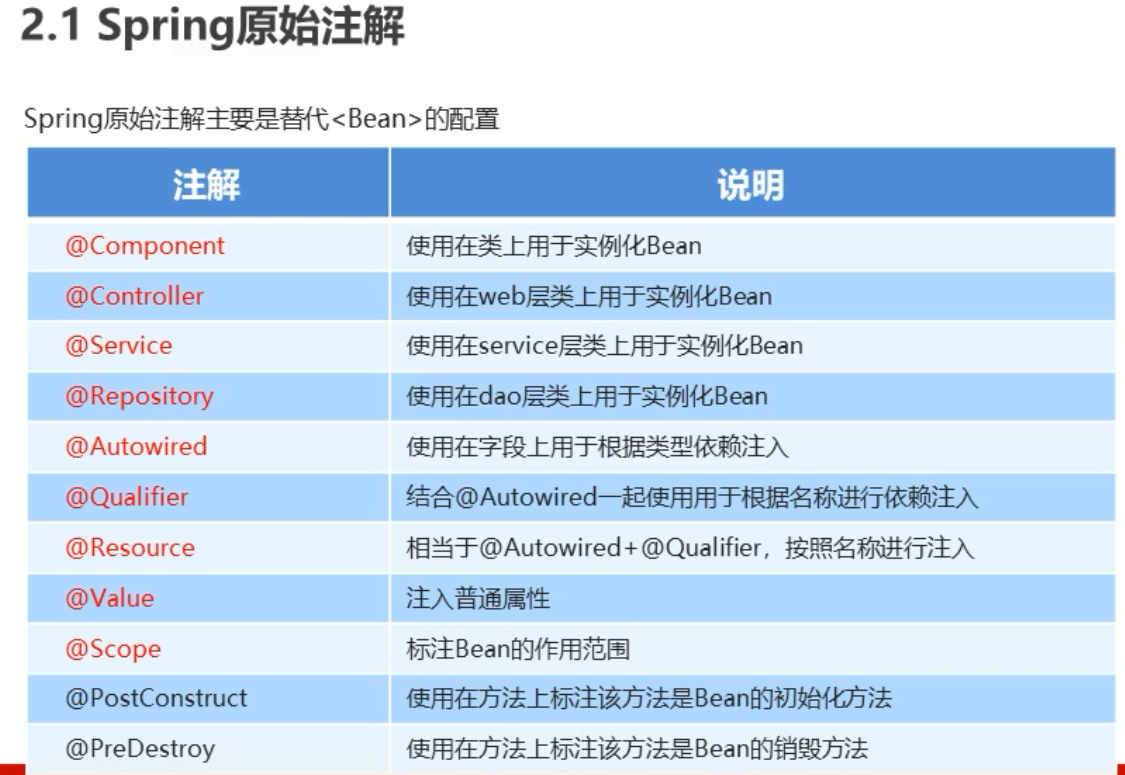 2.1 Spring原始注解
Spring原始注解主要是替代<Bean>的配置
注解 说明
@Component 使用在类上用于实例化Bean
@Controller 使用在web层类上用于实例化Bean
@Service 使用在service层类上用于实例化Bean
@Repository 使用在dao层类上用于实例化Bean
@Autowired 使用在字段上用于根据类型依赖注入
@Qualifier 结合@Autowired一起使用用于根据名称进行依赖注入
@Resource 相当于@Autowired+@Qualifier，按照名称进行注入
@Value 注入普通属性
@Scope 标注Bean的作用范围
@PostConstruct 使用在方法上标注该方法是Bean的初始化方法
@PreDestroy 使用在方法上标注该方法是Bean的销毁方法